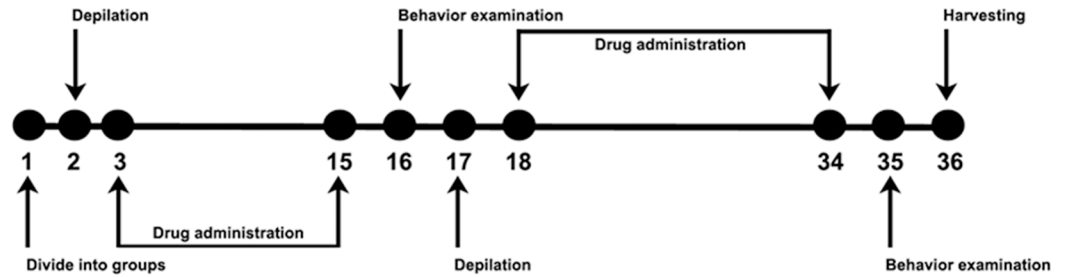 Depilation
Behavior examination
Harvesting
Drug administration
1 2 3 15 16 17 18 34 35 36
Drug administration
Divide into groups
Depilation
Behavior examination